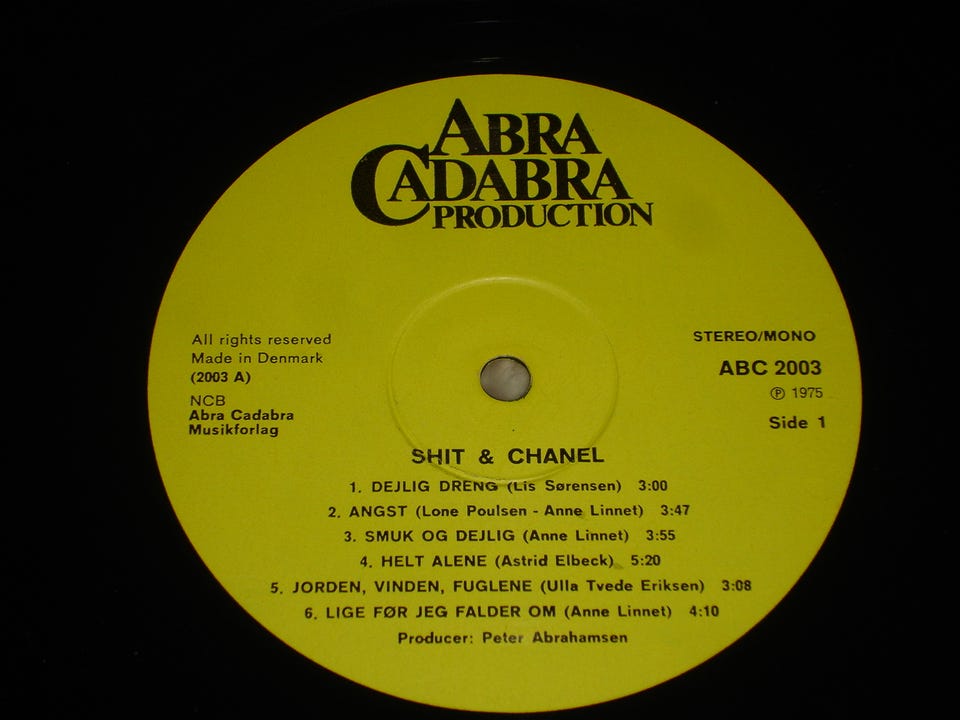 ABRA
CADABRA
PRODUCTION
All rights reserved
Made in Denmark
(2003 A)
NCB
Abra Cadabra
Musikforlag
STEREO/MONO
ABC 2003
℗ 1975
Side 1
SHIT & CHANEL
1. DEJLIG DRENG (Lis Sørensen) 3:00
2. ANGST (Lone Poulsen - Anne Linnet) 3:47
3. SMUK OG DEJLIG (Anne Linnet) 3:55
4. HELT ALENE (Astrid Elbeck) 5:20
5. JORDEN, VINDEN, FUGLENE (Ulla Tvede Eriksen) 3:08
6. LIGE FØR JEG FALDER OM (Anne Linnet) 4:10
Producer: Peter Abrahamsen